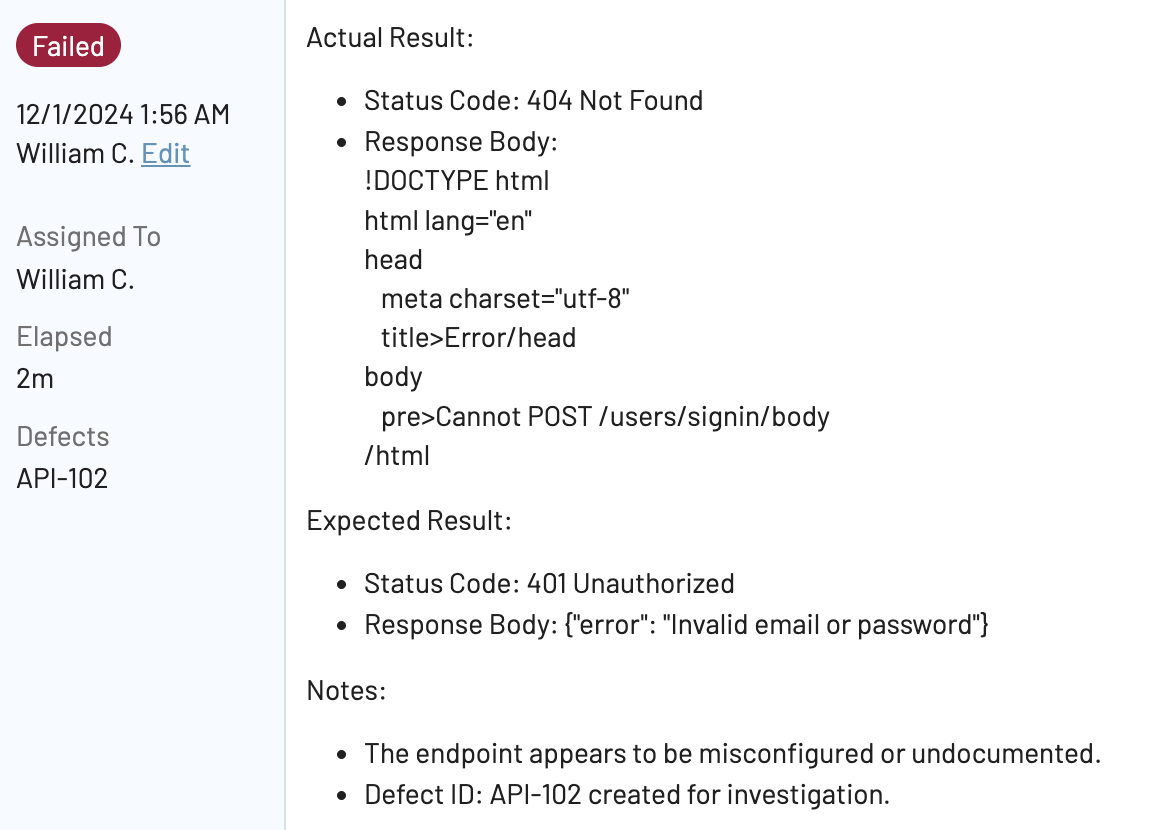 Failed
12/1/2024 1:56 AM
William C. Edit
Assigned To
William C.
Elapsed
2m
Defects
API-102
Actual Result:
• Status Code: 404 Not Found
• Response Body:
!DOCTYPE html
html lang="en"
head
meta charset="utf-8"
title>Error/head
body
pre>Cannot POST /users/signin/body
/html
Expected Result:
• Status Code: 401 Unauthorized
• Response Body: {"error": "Invalid email or password"}
Notes:
• The endpoint appears to be misconfigured or undocumented.
• Defect ID: API-102 created for investigation.